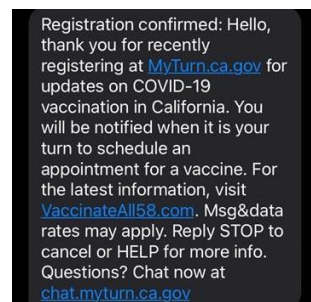 Registration confirmed: Hello,
thank you for recently
registering at MyTurn.ca.gov for
updates on COVID-19
vaccination in California. You
will be notified when it is your
turn to schedule an
appointment for a vaccine. For
the latest information, visit
VaccinateAll58.com. Msg&data
rates may apply. Reply STOP to
cancel or HELP for more info.
Questions? Chat now at
chat.myturn.ca.gov